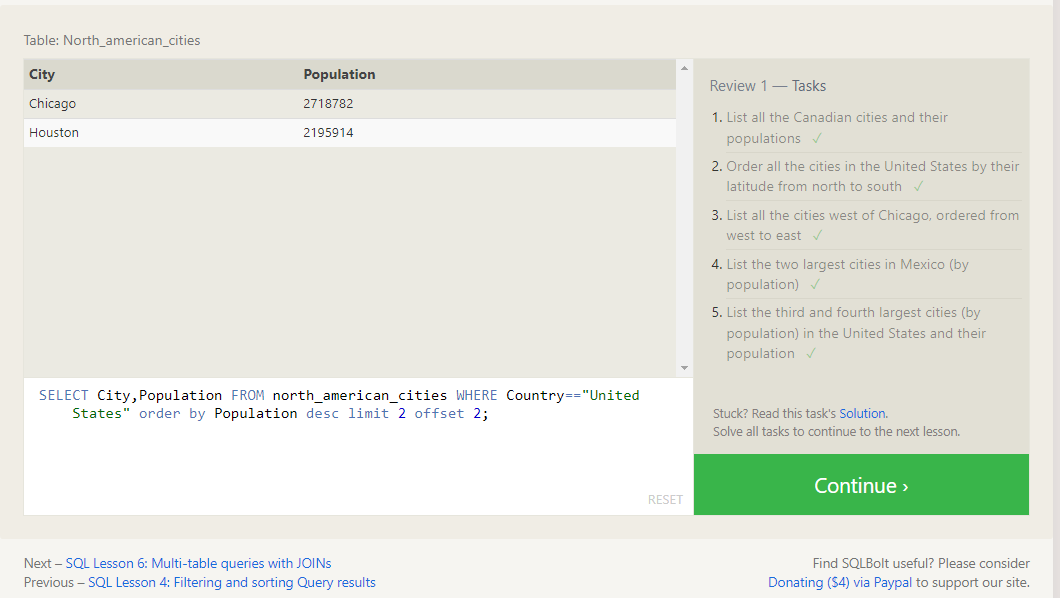 Table: North_american_cities
City Population
Chicago 2718782
Houston 2195914
SELECT City,Population FROM north_american_cities WHERE Country=="United
States" order by Population desc limit 2 offset 2;
RESET
Review 1 — Tasks
1. List all the Canadian cities and their
populations ✓
2. Order all the cities in the United States by their
latitude from north to south ✓
3. List all the cities west of Chicago, ordered from
west to east ✓
4. List the two largest cities in Mexico (by
population) ✓
5. List the third and fourth largest cities (by
population) in the United States and their
population ✓
Stuck? Read this task's Solution.
Solve all tasks to continue to the next lesson.
Continue ›
Next – SQL Lesson 6: Multi-table queries with JOINs
Previous – SQL Lesson 4: Filtering and sorting Query results
Find SQLBolt useful? Please consider
Donating ($4) via Paypal to support our site.